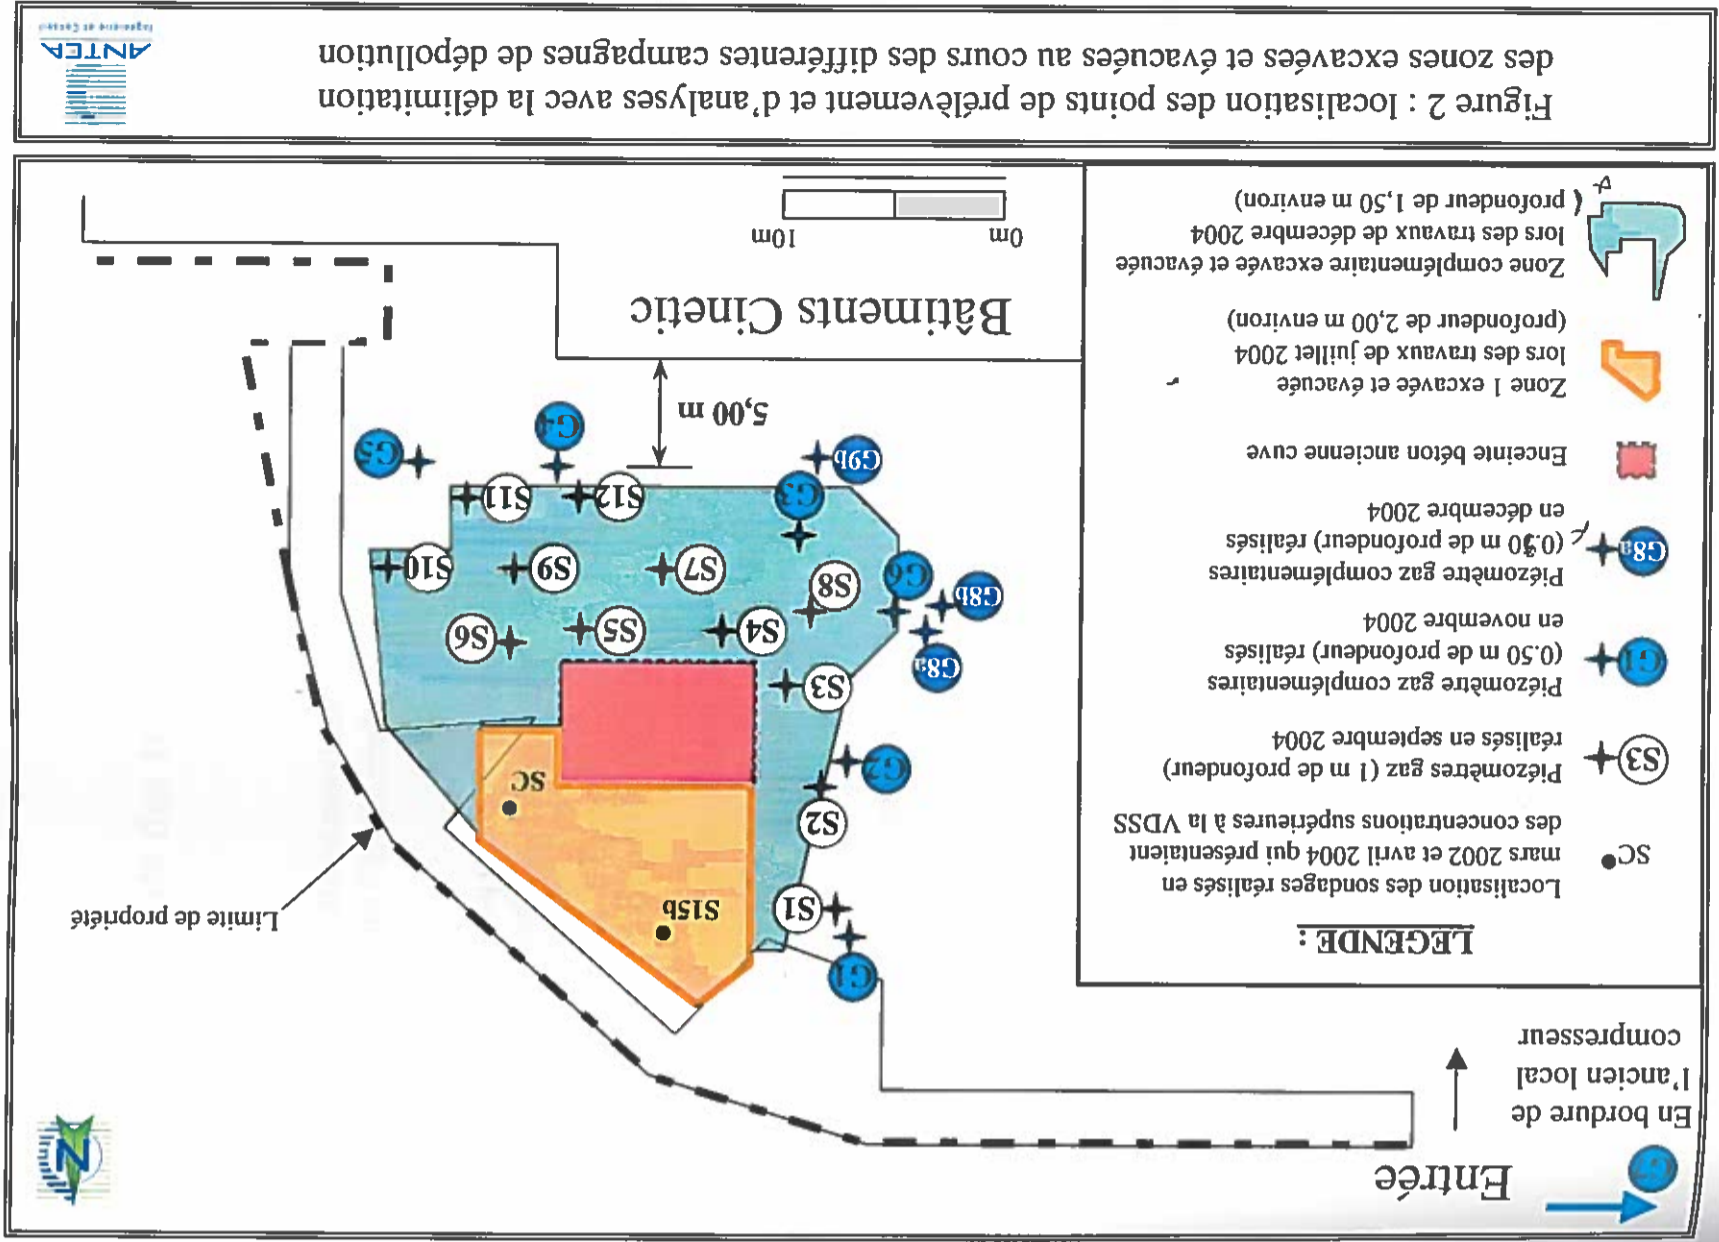 Entrée
G7
En bordure de
l'ancien local
compresseur
Limite de propriété
G1
S1
S15b
S2
G2
SC
S3
G8a
S4
S5
S6
G8b
G6
S8
S7
S9
S10
G3
S12
S11
G9b
G4
G5
5,00 m
Bâtiments Cinetic
0m 10m
N
LEGENDE :
SC
Localisation des sondages réalisés en
mars 2002 et avril 2004 qui présentaient
des concentrations supérieures à la VDSS
S3
Piézomètres gaz (1 m de profondeur)
réalisés en septembre 2004
G1
Piézomètre gaz complémentaires
(0.50 m de profondeur) réalisés
en novembre 2004
G8a
Piézomètre gaz complémentaires
(0.30 m de profondeur) réalisés
en décembre 2004
Enceinte béton ancienne cuve
Zone 1 excavée et évacuée
lors des travaux de juillet 2004
(profondeur de 2,00 m environ)
Zone complémentaire excavée et évacuée
lors des travaux de décembre 2004
( profondeur de 1,50 m environ)
Figure 2 : localisation des points de prélèvement et d'analyses avec la délimitation
des zones excavées et évacuées au cours des différentes campagnes de dépollution
ANTEA
Ingénierie et Conseil